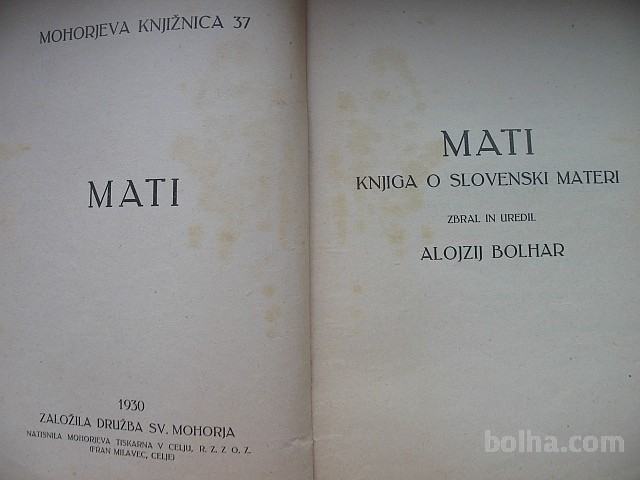 MOHORJEVA KNJIŽNICA 37
MATI
1930
ZALOŽILA DRUŽBA SV. MOHORJA
NATISNILA MOHORJEVA TISKARNA V CELJU, R. Z. Z O. Z.
(FRAN MILAVEC, CELJE)
MATI
KNJIGA O SLOVENSKI MATERI
ZBRAL IN UREDIL
ALOJZIJ BOLHAR
bolha.com